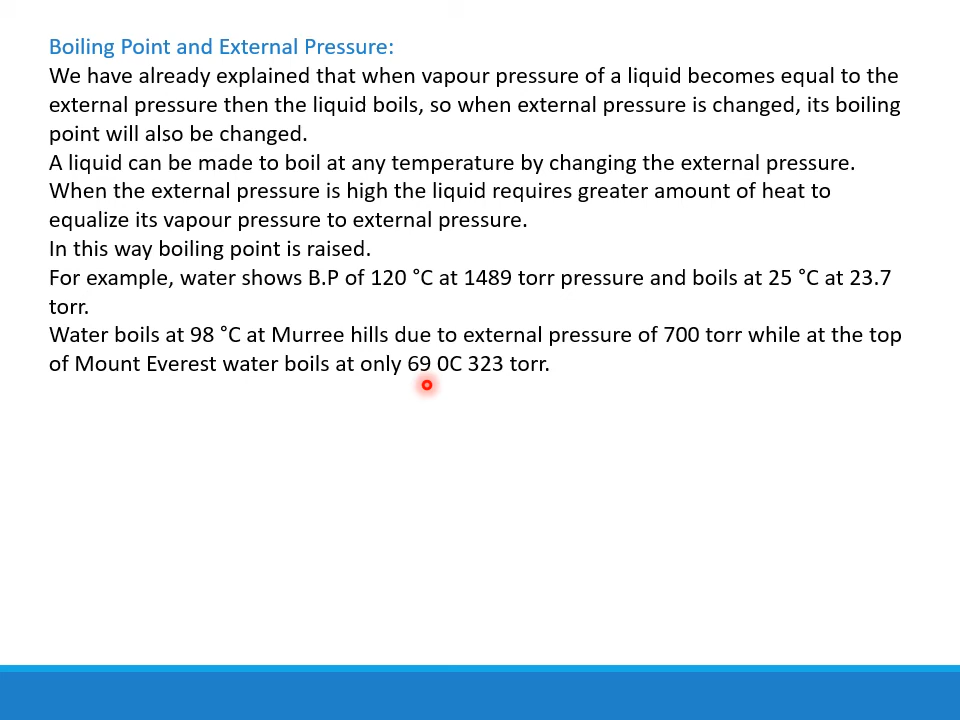 Boiling Point and External Pressure:
We have already explained that when vapour pressure of a liquid becomes equal to the
external pressure then the liquid boils, so when external pressure is changed, its boiling
point will also be changed.
A liquid can be made to boil at any temperature by changing the external pressure.
When the external pressure is high the liquid requires greater amount of heat to
equalize its vapour pressure to external pressure.
In this way boiling point is raised.
For example, water shows B.P of 120 °C at 1489 torr pressure and boils at 25 °C at 23.7
torr.
Water boils at 98 °C at Murree hills due to external pressure of 700 torr while at the top
of Mount Everest water boils at only 69 0C 323 torr.